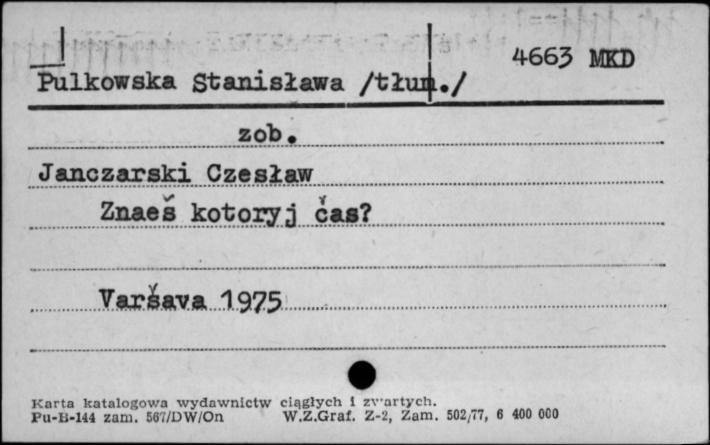 4663 MKD
Pulkowska Stanisława /tłum./
zob.
Janczarski Czesław
Znaeš kotoryj čas?
Varšava 1975
Karta katalogowa wydawnictw ciągłych i zwartych.
Pu-B-144 zam. 567/DW/On W.Z.Graf. Z-2, Zam. 502/77, 6 400 000